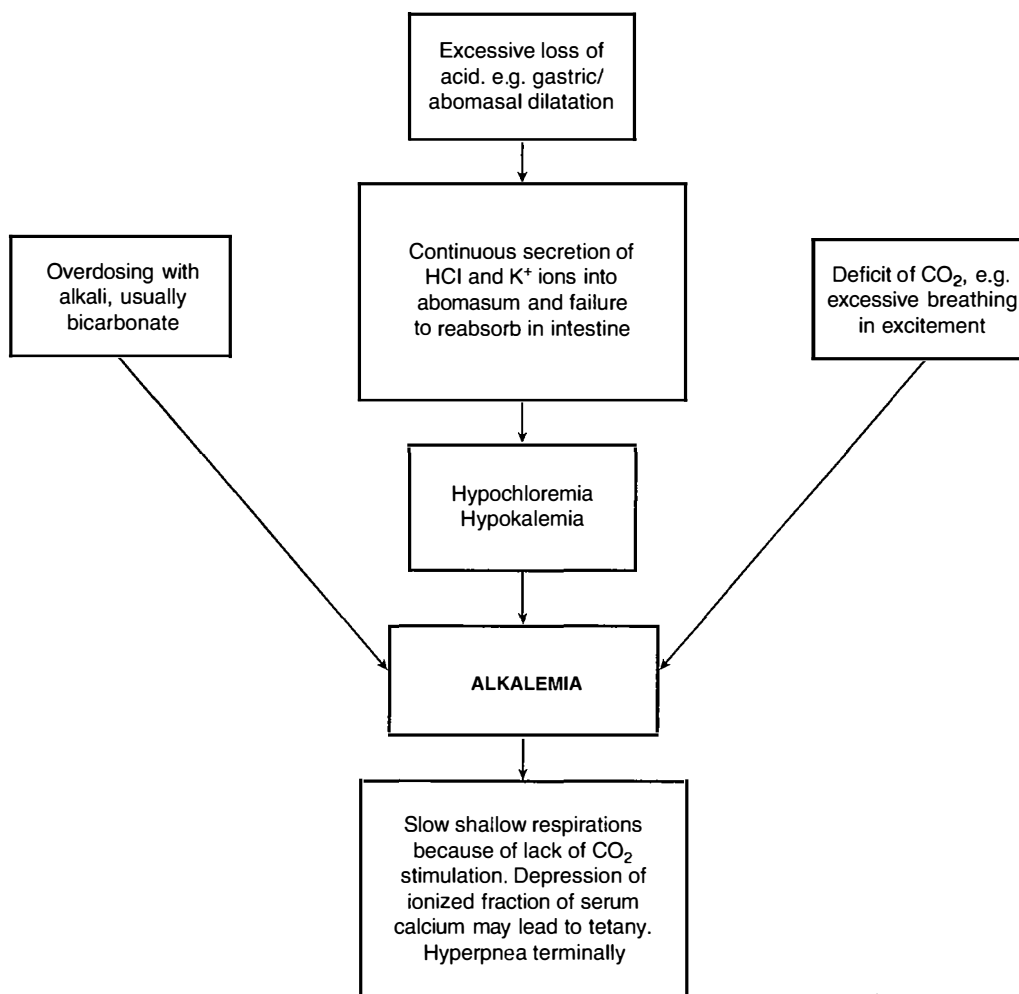 Excessive loss of
acid. e.g. gastric/
abomasal dilatation
Continuous secretion of
HCl and K⁺ ions into
abomasum and failure
to reabsorb in intestine
Overdosing with
alkali, usually
bicarbonate
Deficit of CO₂, e.g.
excessive breathing
in excitement
Hypochloremia
Hypokalemia
ALKALEMIA
Slow shallow respirations
because of lack of CO₂
stimulation. Depression of
ionized fraction of serum
calcium may lead to tetany.
Hyperpnea terminally